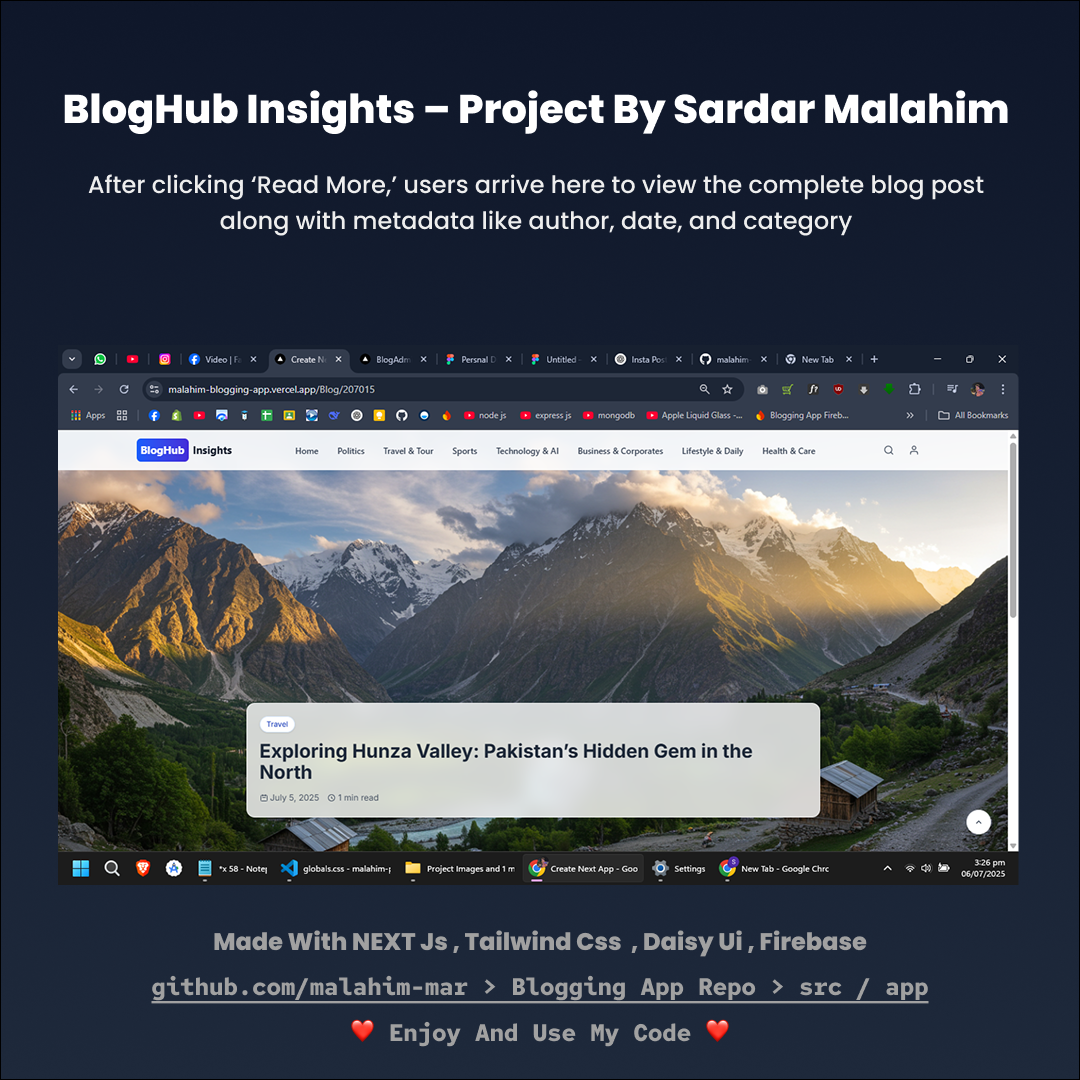 BlogHub Insights – Project By Sardar Malahim
After clicking ‘Read More,’ users arrive here to view the complete blog post
along with metadata like author, date, and category
Video | Fa
Create Ne
BlogAdm
Persnal D
Untitled -
Insta Pos
malahim-
New Tab
malahim-blogging-app.vercel.app/Blog/207015
Apps
node js
express js
mongodb
Apple Liquid Glass -...
Blogging App Fireb...
All Bookmarks
BlogHub Insights
Home
Politics
Travel & Tour
Sports
Technology & AI
Business & Corporates
Lifestyle & Daily
Health & Care
Travel
Exploring Hunza Valley: Pakistan’s Hidden Gem in the
North
July 5, 2025 1 min read
*x 58 - Notep
globals.css - malahim-p
Project Images and 1 m
Create Next App - Goo
Settings
New Tab - Google Chro
3:26 pm
06/07/2025
Made With NEXT Js , Tailwind Css , Daisy Ui , Firebase
github.com/malahim-mar > Blogging App Repo > src / app
❤️ Enjoy And Use My Code ❤️